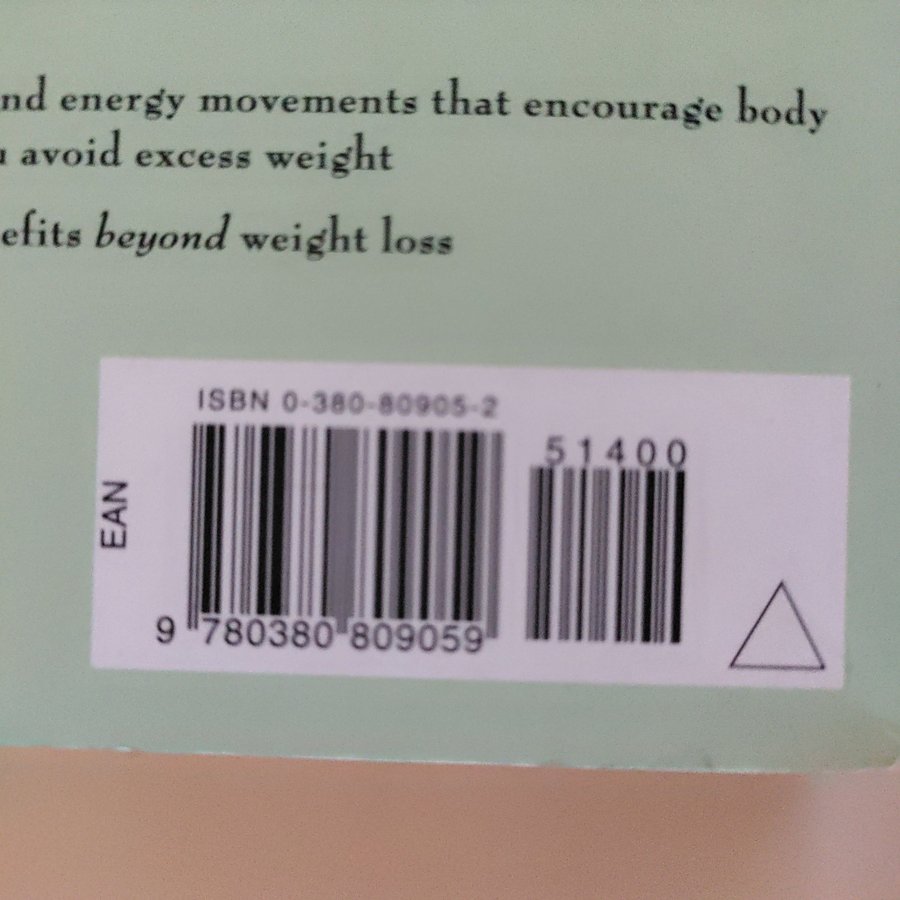 nd energy movements that encourage body
avoid excess weight
efits beyond weight loss
ISBN 0-380-80905-2
51400
EAN
9 780380 809059